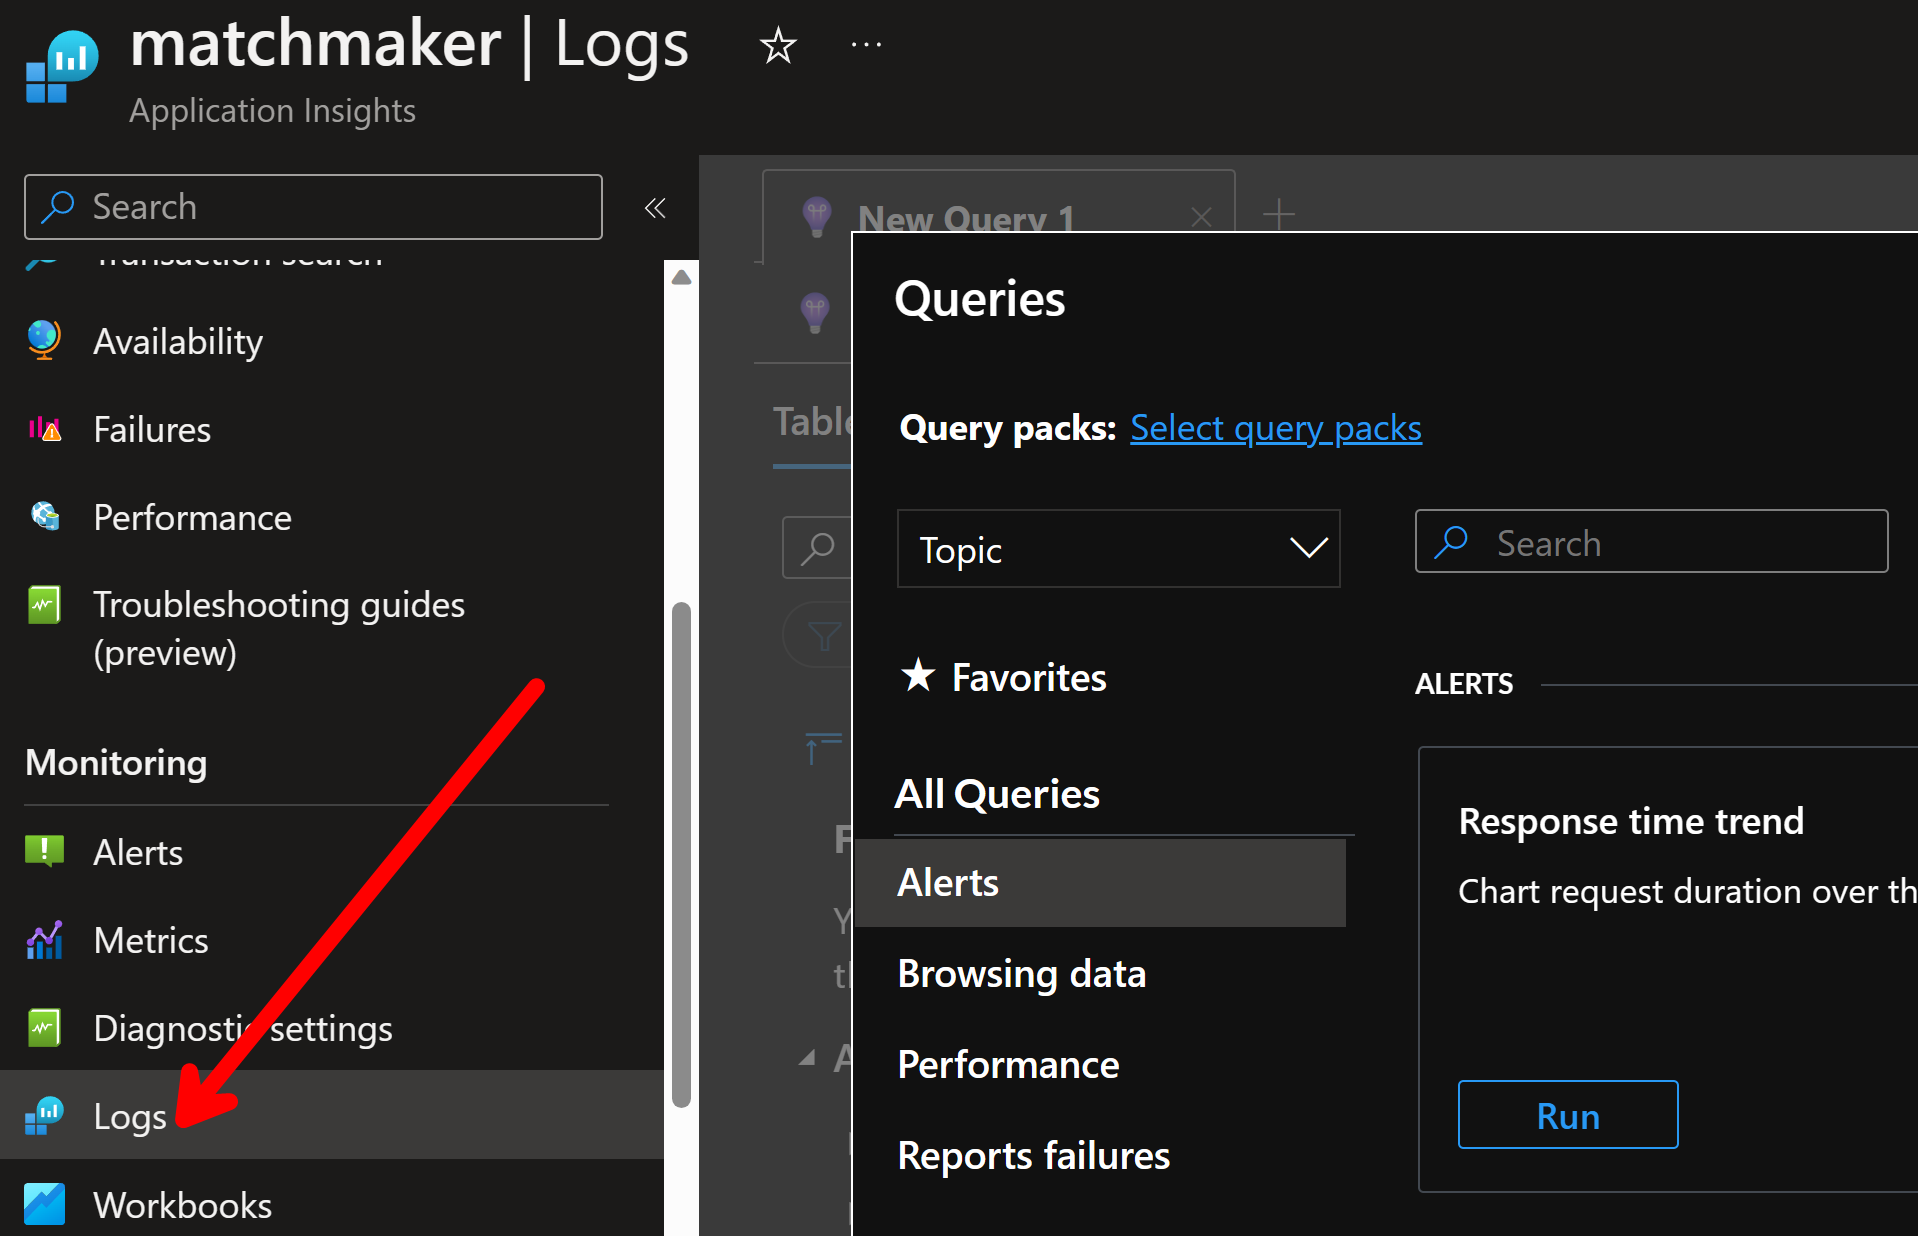 matchmaker | Logs
Application Insights
Search
Transaction search
Availability
Failures
Performance
Troubleshooting guides
(preview)
Monitoring
Alerts
Metrics
Diagnostic settings
Logs
Workbooks
New Query 1
Table
Queries
Query packs: Select query packs
Topic
Search
Favorites
All Queries
Alerts
Browsing data
Performance
Reports failures
ALERTS
Response time trend
Chart request duration over th
Run